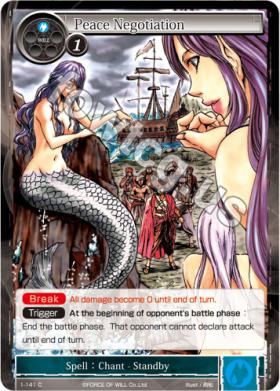 Peace Negotiation
WILL
1
Break All damage become 0 until end of turn.
Trigger At the beginning of opponent's battle phase :
End the battle phase. That opponent cannot declare attack
until end of turn.
Spell : Chant - Standby
1-141 C
©FORCE OF WILL Co.,Ltd.